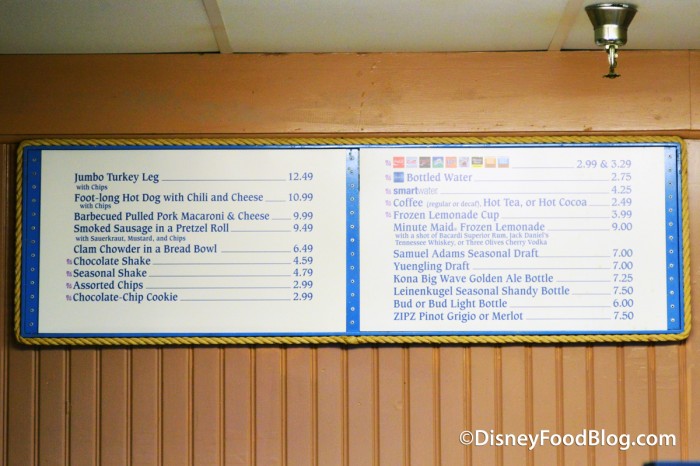 Jumbo Turkey Leg 12.49
with Chips
Foot-long Hot Dog with Chili and Cheese 10.99
with Chips
Barbecued Pulled Pork Macaroni & Cheese 9.99
Smoked Sausage in a Pretzel Roll 9.49
with Sauerkraut, Mustard, and Chips
Clam Chowder in a Bread Bowl 6.49
Chocolate Shake 4.59
Seasonal Shake 4.79
Assorted Chips 2.99
Chocolate-Chip Cookie 2.99
2.99 & 3.29
Bottled Water 2.75
smartwater 4.25
Coffee (regular or decaf), Hot Tea, or Hot Cocoa 2.49
Frozen Lemonade Cup 3.99
Minute Maid® Frozen Lemonade 9.00
with a shot of Bacardi Superior Rum, Jack Daniel's
Tennessee Whiskey, or Three Olives Cherry Vodka
Samuel Adams Seasonal Draft 7.00
Yuengling Draft 7.00
Kona Big Wave Golden Ale Bottle 7.25
Leinenkugel Seasonal Shandy Bottle 7.50
Bud or Bud Light Bottle 6.00
ZIPZ Pinot Grigio or Merlot 7.50
©DisneyFoodBlog.com